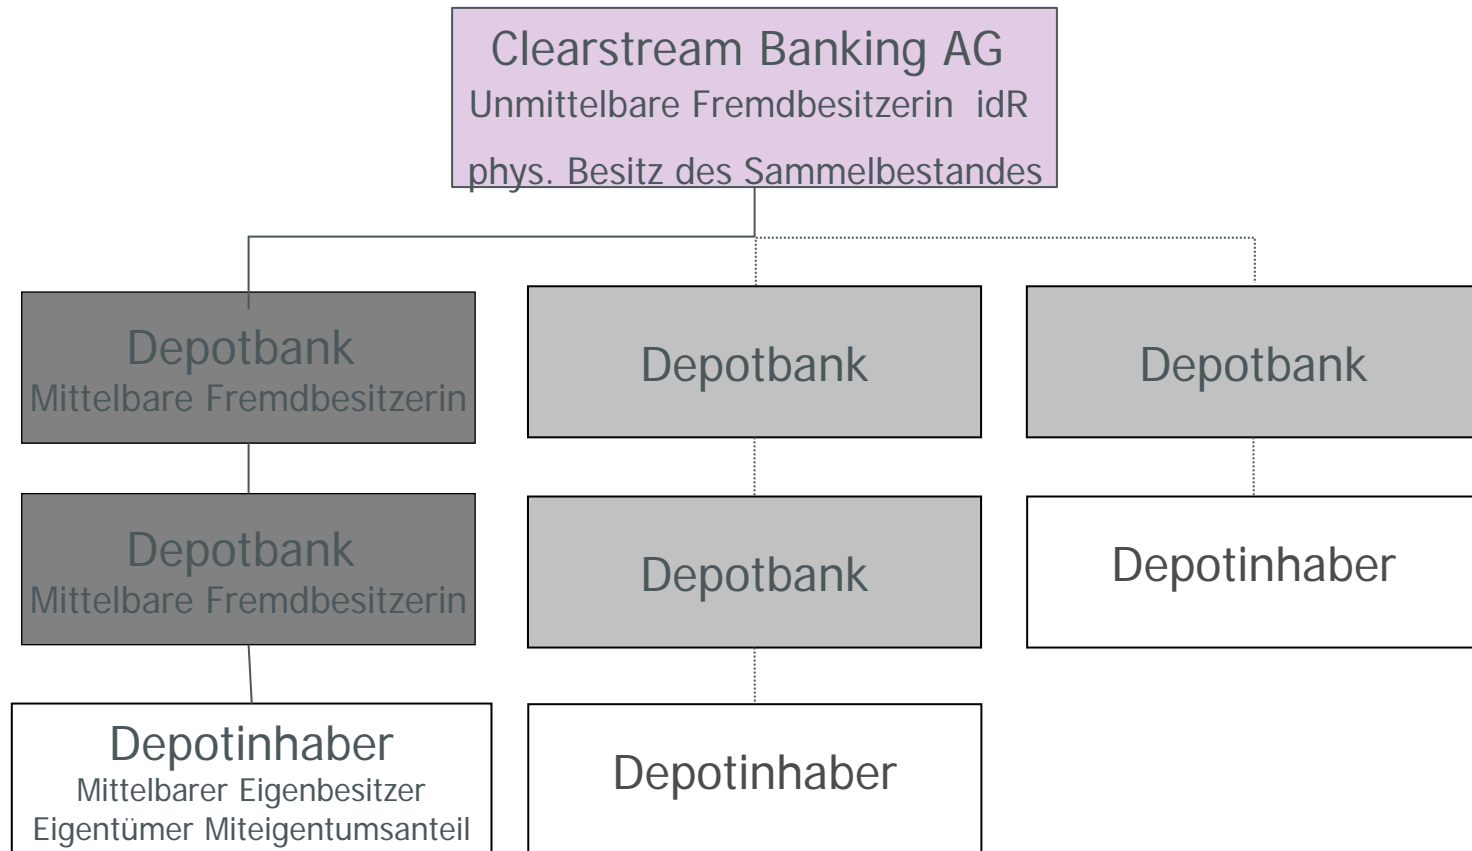 Clearstream Banking AG
Unmittelbare Fremdbesitzerin idR
phys. Besitz des Sammelbestandes
Depotbank
Mittelbare Fremdbesitzerin
Depotbank
Depotbank
Depotbank
Mittelbare Fremdbesitzerin
Depotbank
Depotinhaber
Depotinhaber
Mittelbarer Eigenbesitzer
Eigentümer Miteigentumsanteil
Depotinhaber